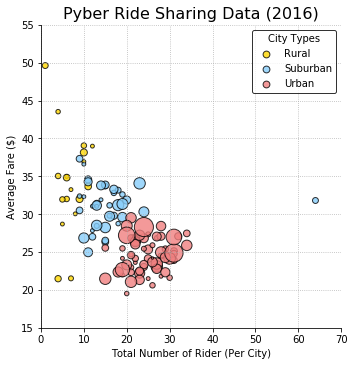 Pyber Ride Sharing Data (2016)
55
50
45
40
35
30
25
20
15
Average Fare ($)
City Types
Rural
Suburban
Urban
0 10 20 30 40 50 60 70
Total Number of Rider (Per City)